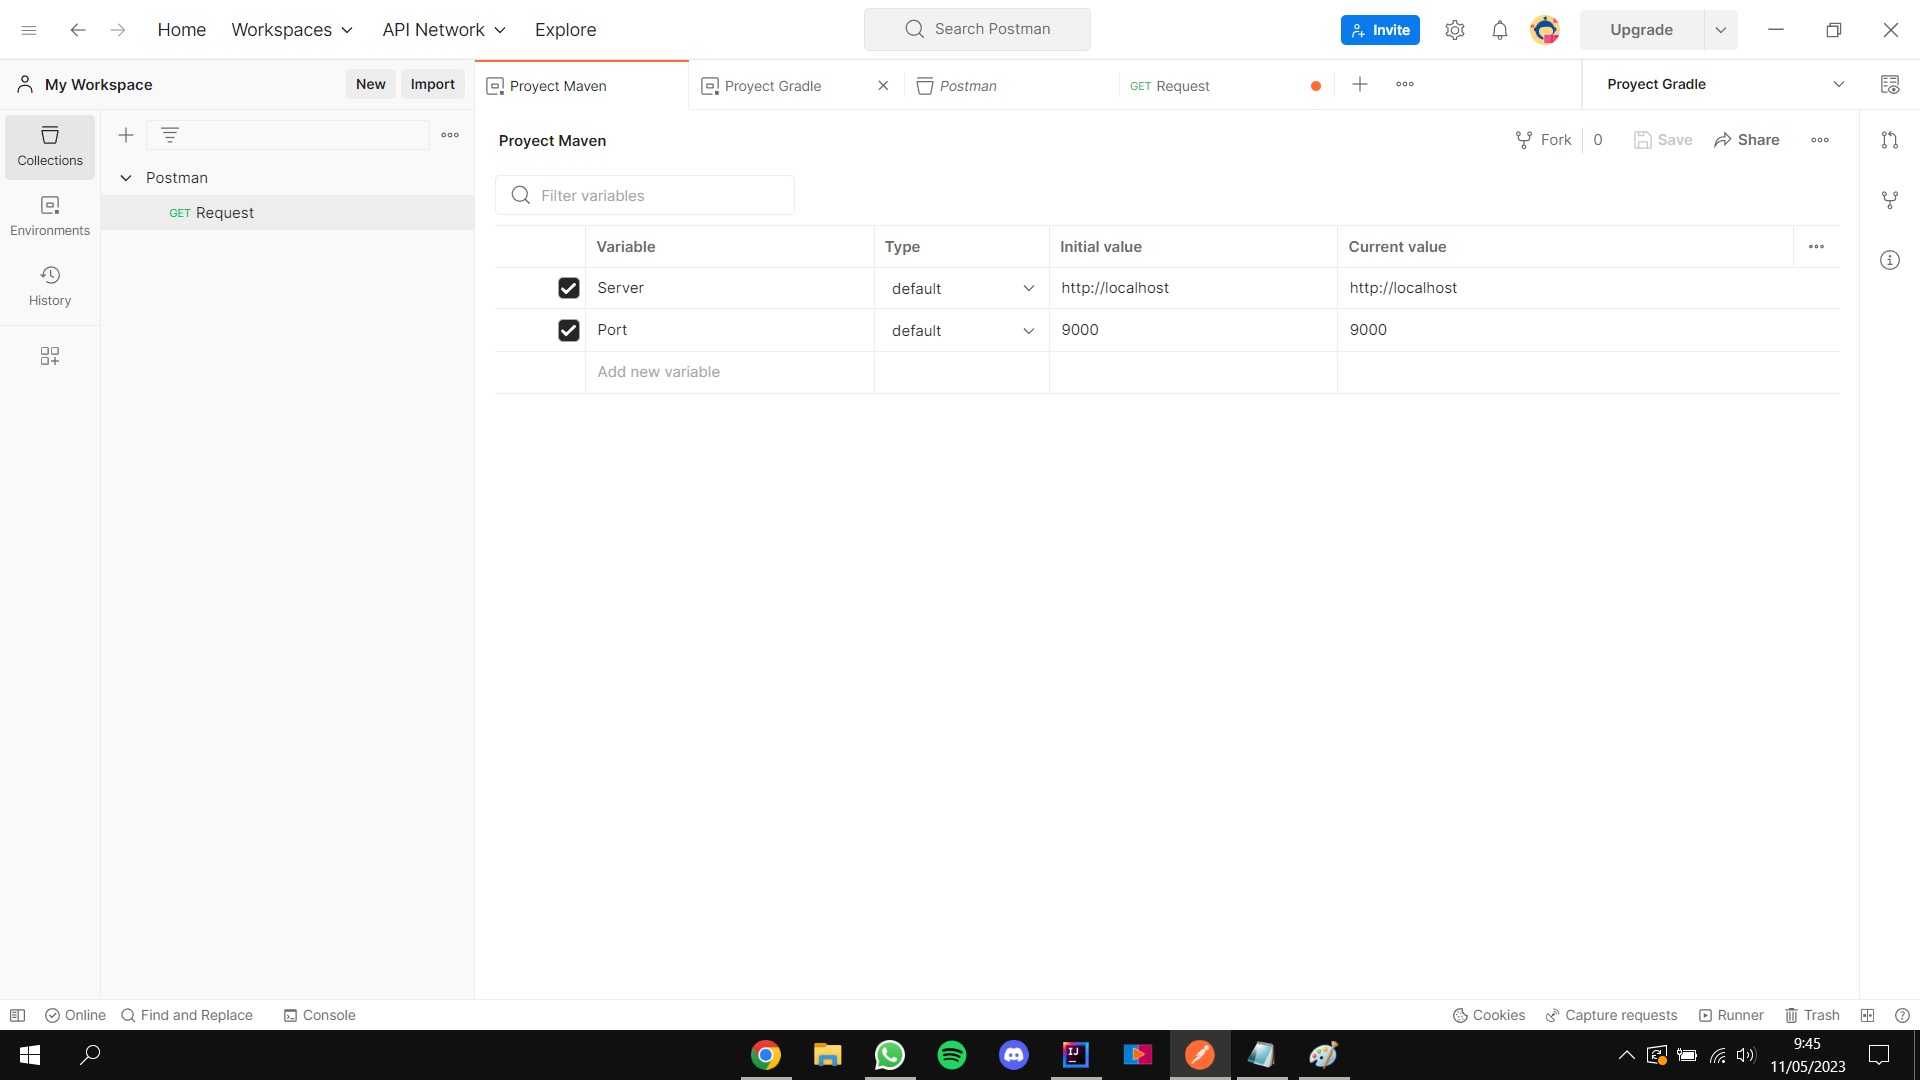 Home
Workspaces
API Network
Explore
Search Postman
Invite
Upgrade
My Workspace
New
Import
Proyect Maven
Proyect Gradle
Postman
GET Request
Proyect Gradle
Collections
Environments
History
Postman
GET Request
Proyect Maven
Fork 0
Save
Share
Filter variables
Variable Type Initial value Current value
Server default http://localhost http://localhost
Port default 9000 9000
Add new variable
Online
Find and Replace
Console
Cookies
Capture requests
Runner
Trash
IJ
9:45
11/05/2023